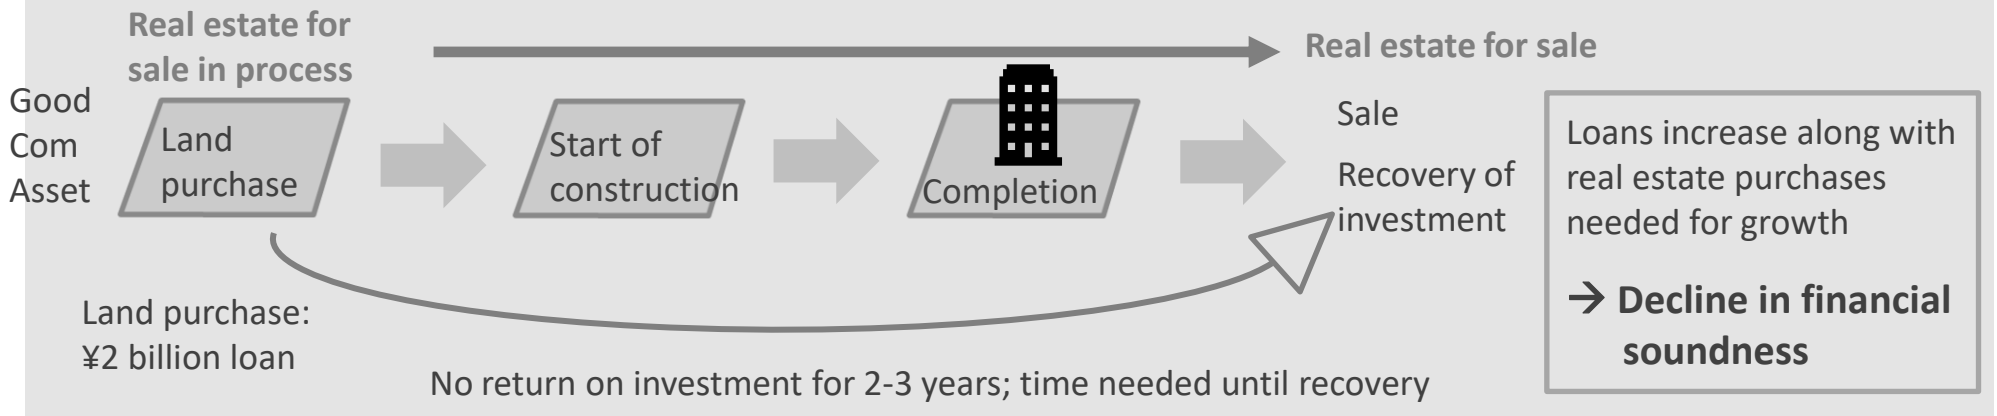 Real estate for
sale in process
Real estate for sale
Good
Com
Asset
Land
purchase
Start of
construction
Completion
Sale
Recovery of
investment
Loans increase along with
real estate purchases
needed for growth
→ Decline in financial
soundness
Land purchase:
¥2 billion loan
No return on investment for 2-3 years; time needed until recovery